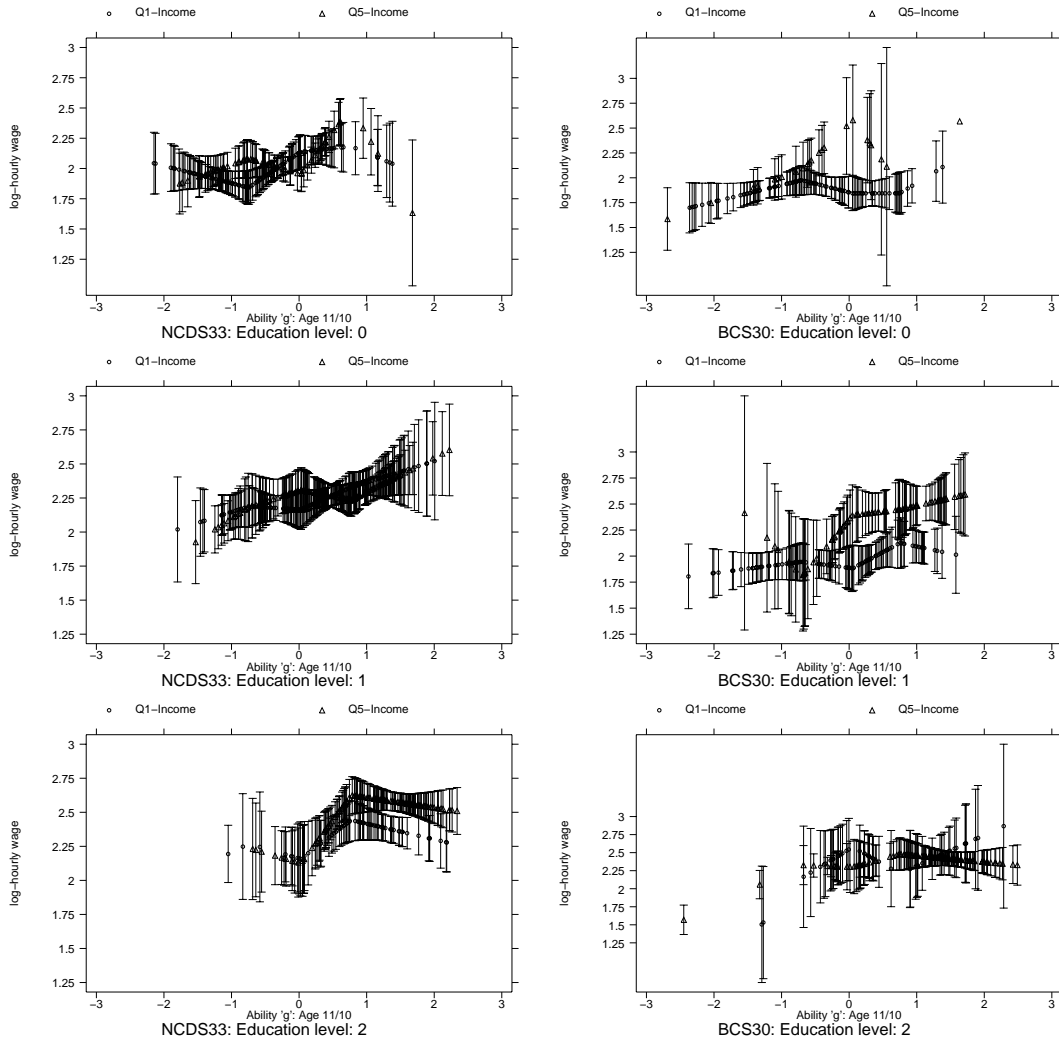 Q1−Income Q5−Income
log−hourly wage
3
2.75
2.5
2.25
2
1.75
1.5
1.25
−3 −2 −1 0 1 2 3
Ability 'g': Age 11/10
NCDS33: Education level: 0
Q1−Income Q5−Income
log−hourly wage
3
2.75
2.5
2.25
2
1.75
1.5
1.25
−3 −2 −1 0 1 2 3
Ability 'g': Age 11/10
BCS30: Education level: 0
Q1−Income Q5−Income
log−hourly wage
3
2.75
2.5
2.25
2
1.75
1.5
1.25
−3 −2 −1 0 1 2 3
Ability 'g': Age 11/10
NCDS33: Education level: 1
Q1−Income Q5−Income
log−hourly wage
3
2.75
2.5
2.25
2
1.75
1.5
1.25
−3 −2 −1 0 1 2 3
Ability 'g': Age 11/10
BCS30: Education level: 1
Q1−Income Q5−Income
log−hourly wage
3
2.75
2.5
2.25
2
1.75
1.5
1.25
−3 −2 −1 0 1 2 3
Ability 'g': Age 11/10
NCDS33: Education level: 2
Q1−Income Q5−Income
log−hourly wage
3
2.75
2.5
2.25
2
1.75
1.5
1.25
−3 −2 −1 0 1 2 3
Ability 'g': Age 11/10
BCS30: Education level: 2